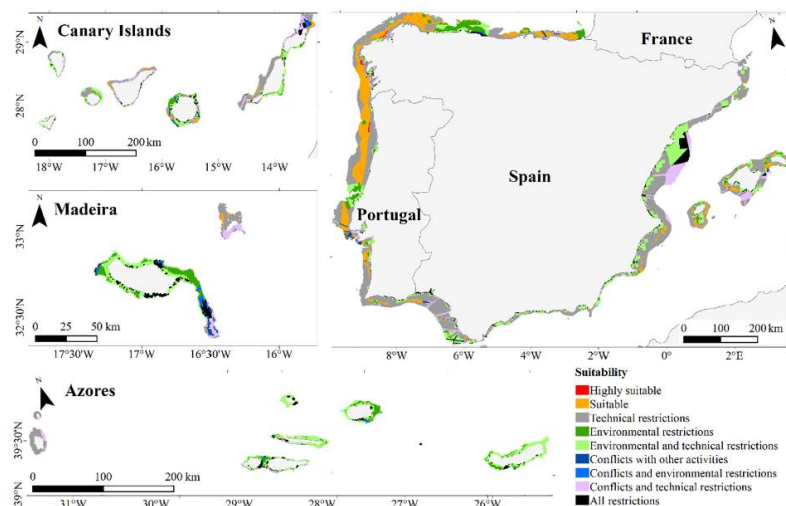 Canary Islands
N
29°N
28°N
0 100 200 km
18°W 17°W 16°W 15°W 14°W
Madeira
N
33°N
32°30'N
0 25 50 km
17°30'W 17°W 16°30'W 16°W
N
France
Spain
Portugal
0 100 200 km
8°W 6°W 4°W 2°W 0° 2°E
Azores
N
39°30'N
39°N
0 100 200 km
31°W 30°W 29°W 28°W 27°W 26°W
Suitability
Highly suitable
Suitable
Technical restrictions
Environmental restrictions
Environmental and technical restrictions
Conflicts with other activities
Conflicts and environmental restrictions
Conflicts and technical restrictions
All restrictions